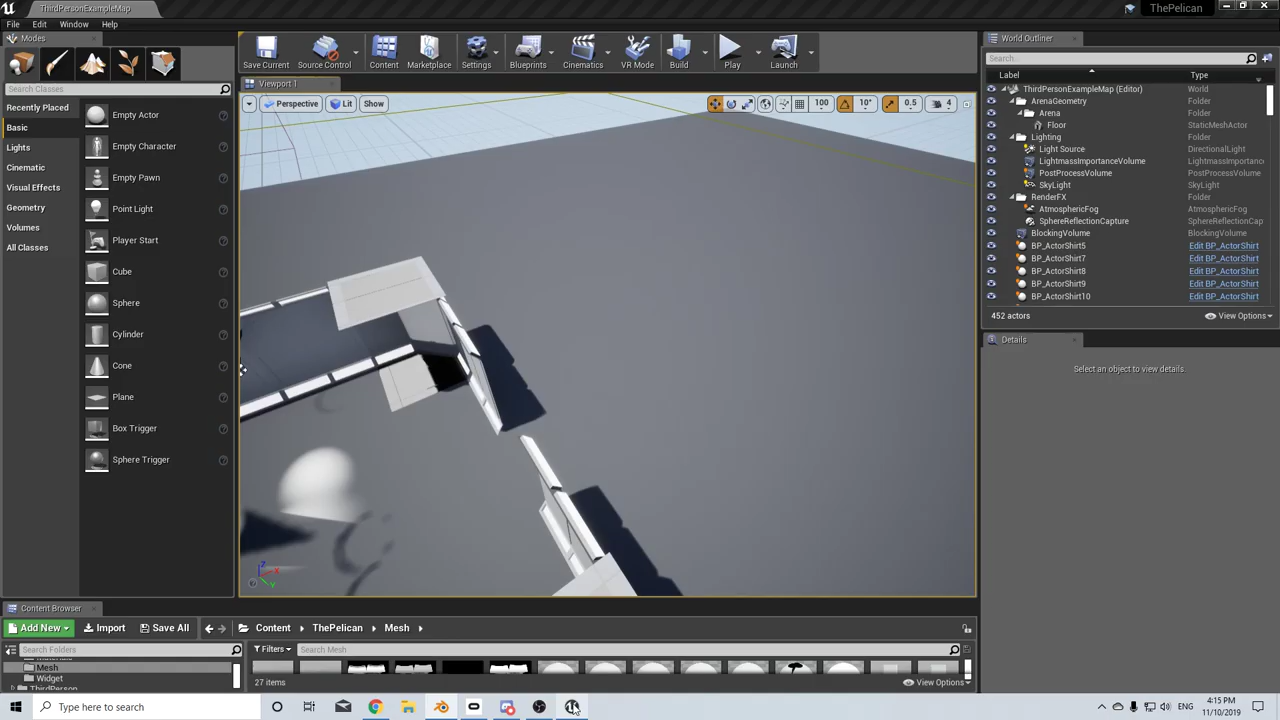 ThirdPersonExampleMap
ThePelican
File Edit Window Help
Modes
Save Current
Source Control
Content
Marketplace
Settings
Blueprints
Cinematics
VR Mode
Build
Play
Launch
World Outliner
Search...
Label Type
Search Classes
Viewport 1
Perspective Lit Show
100 10° 0.5 4
Recently Placed
Basic
Lights
Cinematic
Visual Effects
Geometry
Volumes
All Classes
Empty Actor
Empty Character
Empty Pawn
Point Light
Player Start
Cube
Sphere
Cylinder
Cone
Plane
Box Trigger
Sphere Trigger
ThirdPersonExampleMap (Editor) World
ArenaGeometry Folder
Arena Folder
Floor StaticMeshActor
Lighting Folder
Light Source DirectionalLight
LightmassImportanceVolume LightmassImportanc
PostProcessVolume PostProcessVolume
SkyLight SkyLight
RenderFX Folder
AtmosphericFog AtmosphericFog
SphereReflectionCapture SphereReflectionCapt
BlockingVolume BlockingVolume
BP_ActorShirt5 Edit BP_ActorShirt
BP_ActorShirt7 Edit BP_ActorShirt
BP_ActorShirt8 Edit BP_ActorShirt
BP_ActorShirt9 Edit BP_ActorShirt
BP_ActorShirt10 Edit BP_ActorShirt
452 actors View Options
Details
Select an object to view details.
Z X Y
Content Browser
Add New Import Save All Content ThePelican Mesh
Search Folders
Filters Search Mesh
Mesh
Widget
ThirdPerson
27 items View Options
Type here to search
4:15 PM
11/10/2019